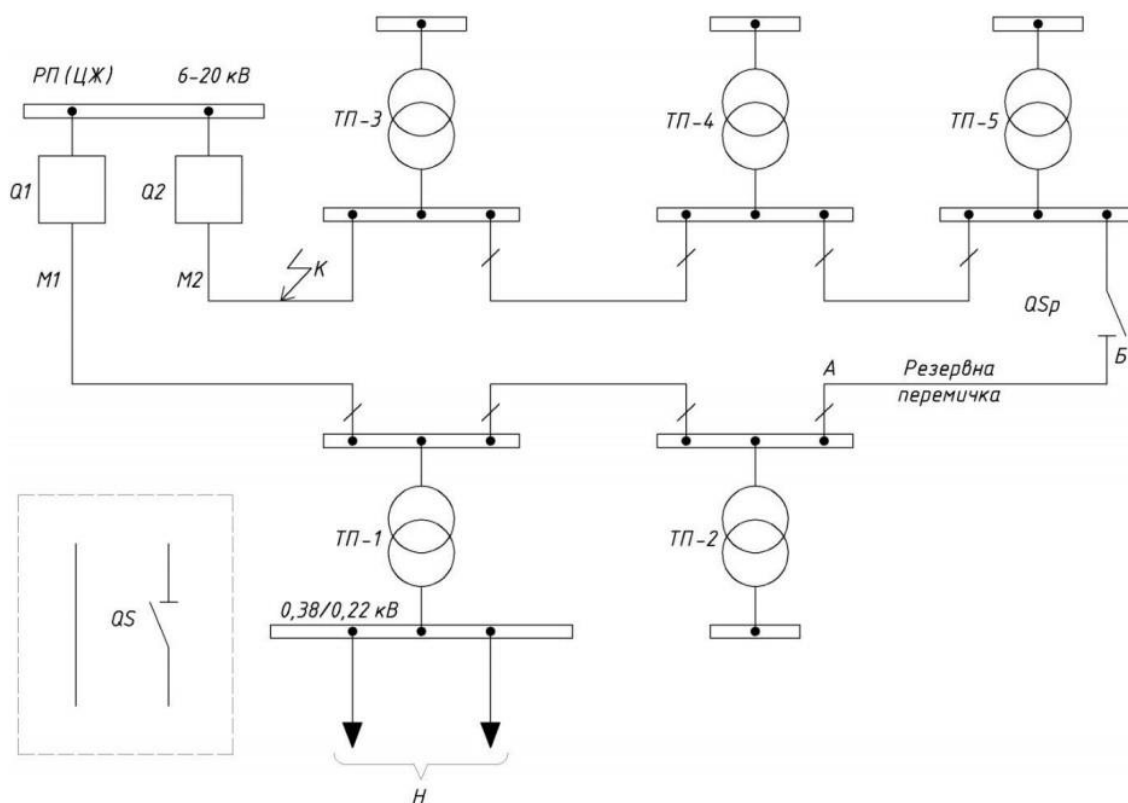 РП (ЦЖ)
6-20 кВ
ТП-3
ТП-4
ТП-5
Q1
Q2
М1
М2
К
QSр
А
Б
Резервна
перемичка
ТП-1
ТП-2
QS
0,38/0,22 кВ
Н